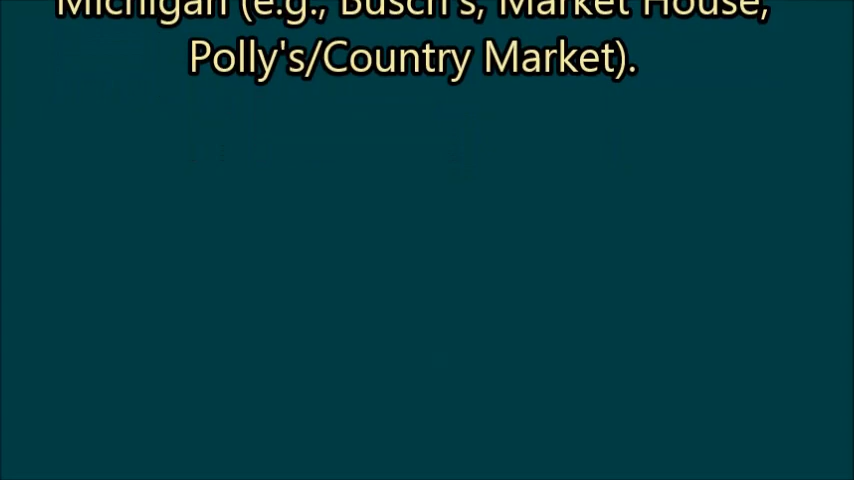 Michigan (e.g., Busch's, Market House,
Polly's/Country Market).